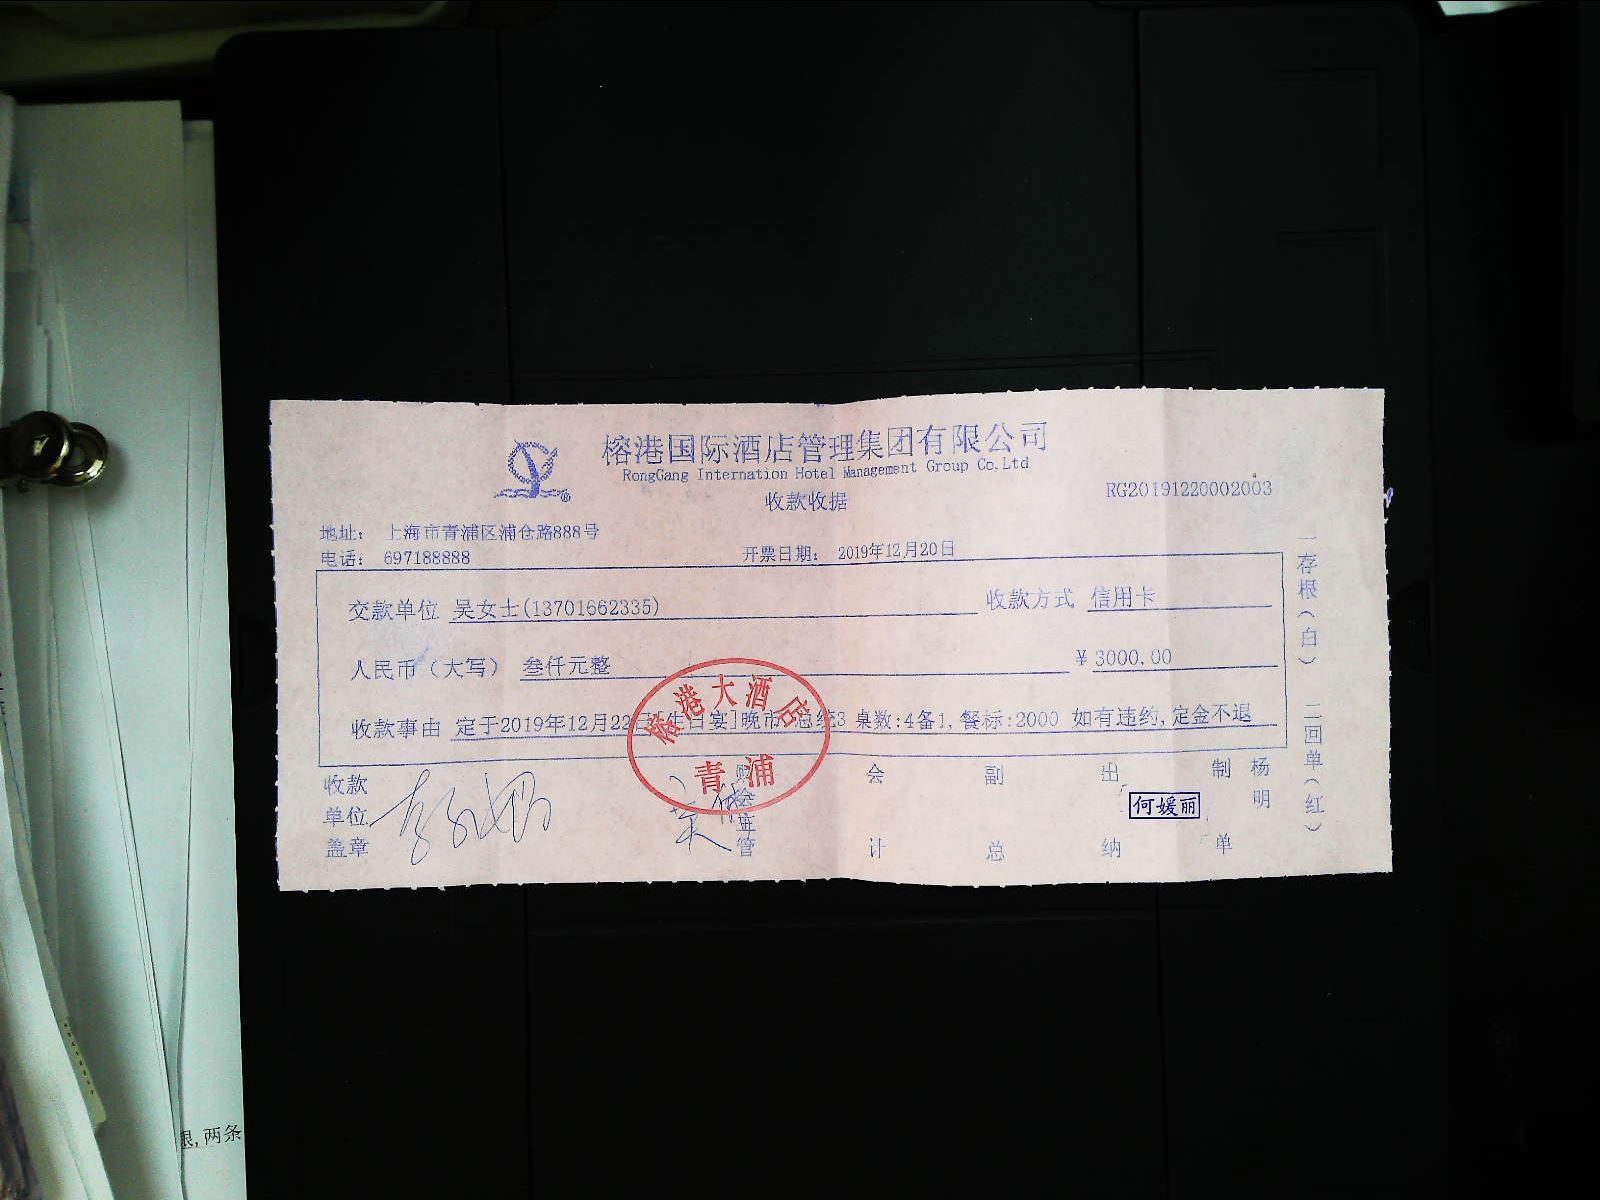 榕港国际酒店管理集团有限公司
RongGang Internation Hotel Management Group Co,Ltd
收款收据
RG20191220002003
地址： 上海市青浦区浦仓路888号
电话： 697188888
开票日期： 2019年12月20日
交款单位 吴女士(13701662335) 收款方式 信用卡
人民币（大写） 叁仟元整 ¥ 3000.00
收款事由 定于2019年12月22日[生日宴]晚市 总统3 桌数:4备1,餐标:2000 如有违约,定金不退
榕港大酒店
青浦
收款单位盖章
财会主管
会计
副总
出纳
何媛丽
制单
杨明
一存根（白） 二回单（红）
退,两条